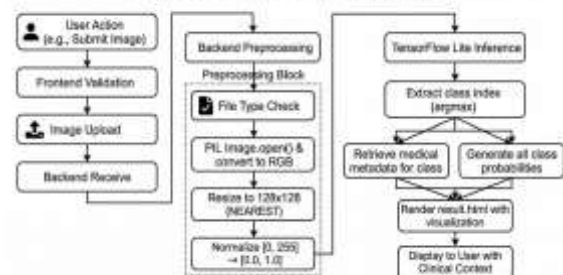 User Action
(e.g., Submit Image)
Frontend Validation
Image Upload
Backend Receive
Backend Preprocessing
Preprocessing Block
File Type Check
PIL Image.open() &
convert to RGB
Resize to 128x128
(NEAREST)
Normalize [0, 255]
→ [0.0, 1.0]
TensorFlow Lite Inference
Extract class index
(argmax)
Retrieve medical
metadata for class
Generate all class
probabilities
Render result.html with
visualization
Display to User with
Clinical Context